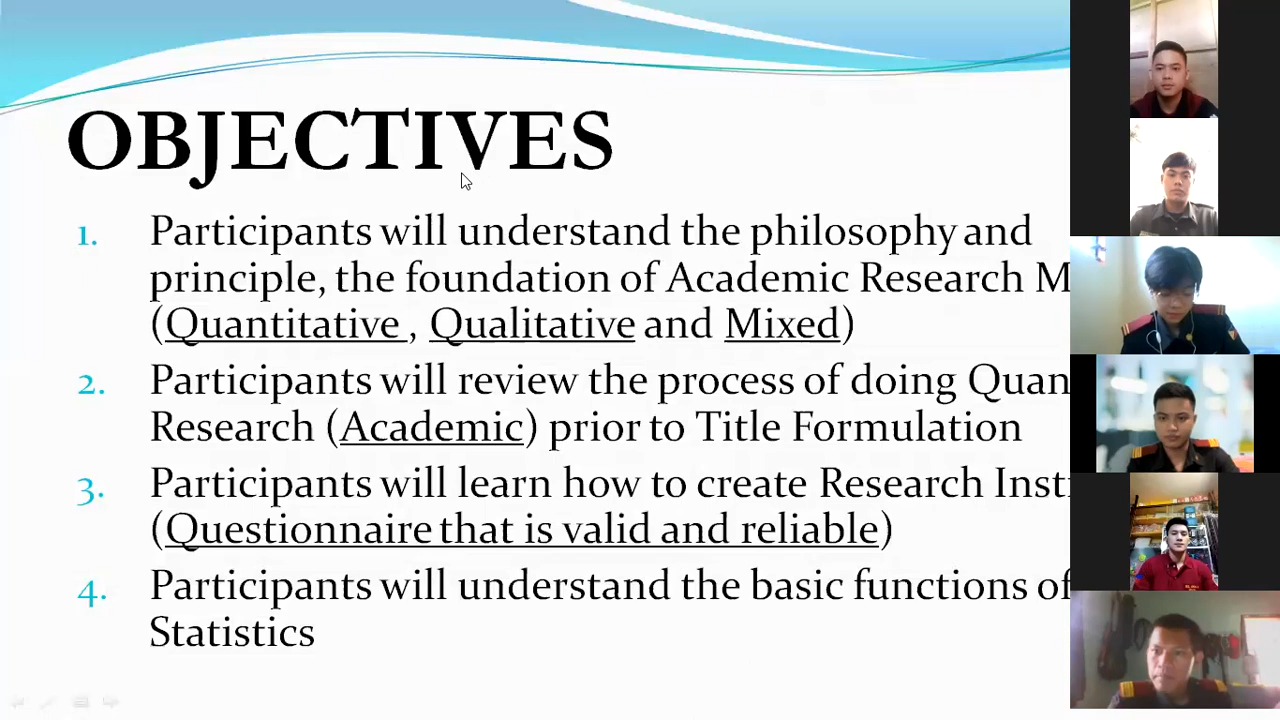 OBJECTIVES
1. Participants will understand the philosophy and
principle, the foundation of Academic Research
(Quantitative , Qualitative and Mixed)
2. Participants will review the process of doing
Research (Academic) prior to Title Formulation
3. Participants will learn how to create Research
(Questionnaire that is valid and reliable)
4. Participants will understand the basic functions of
Statistics